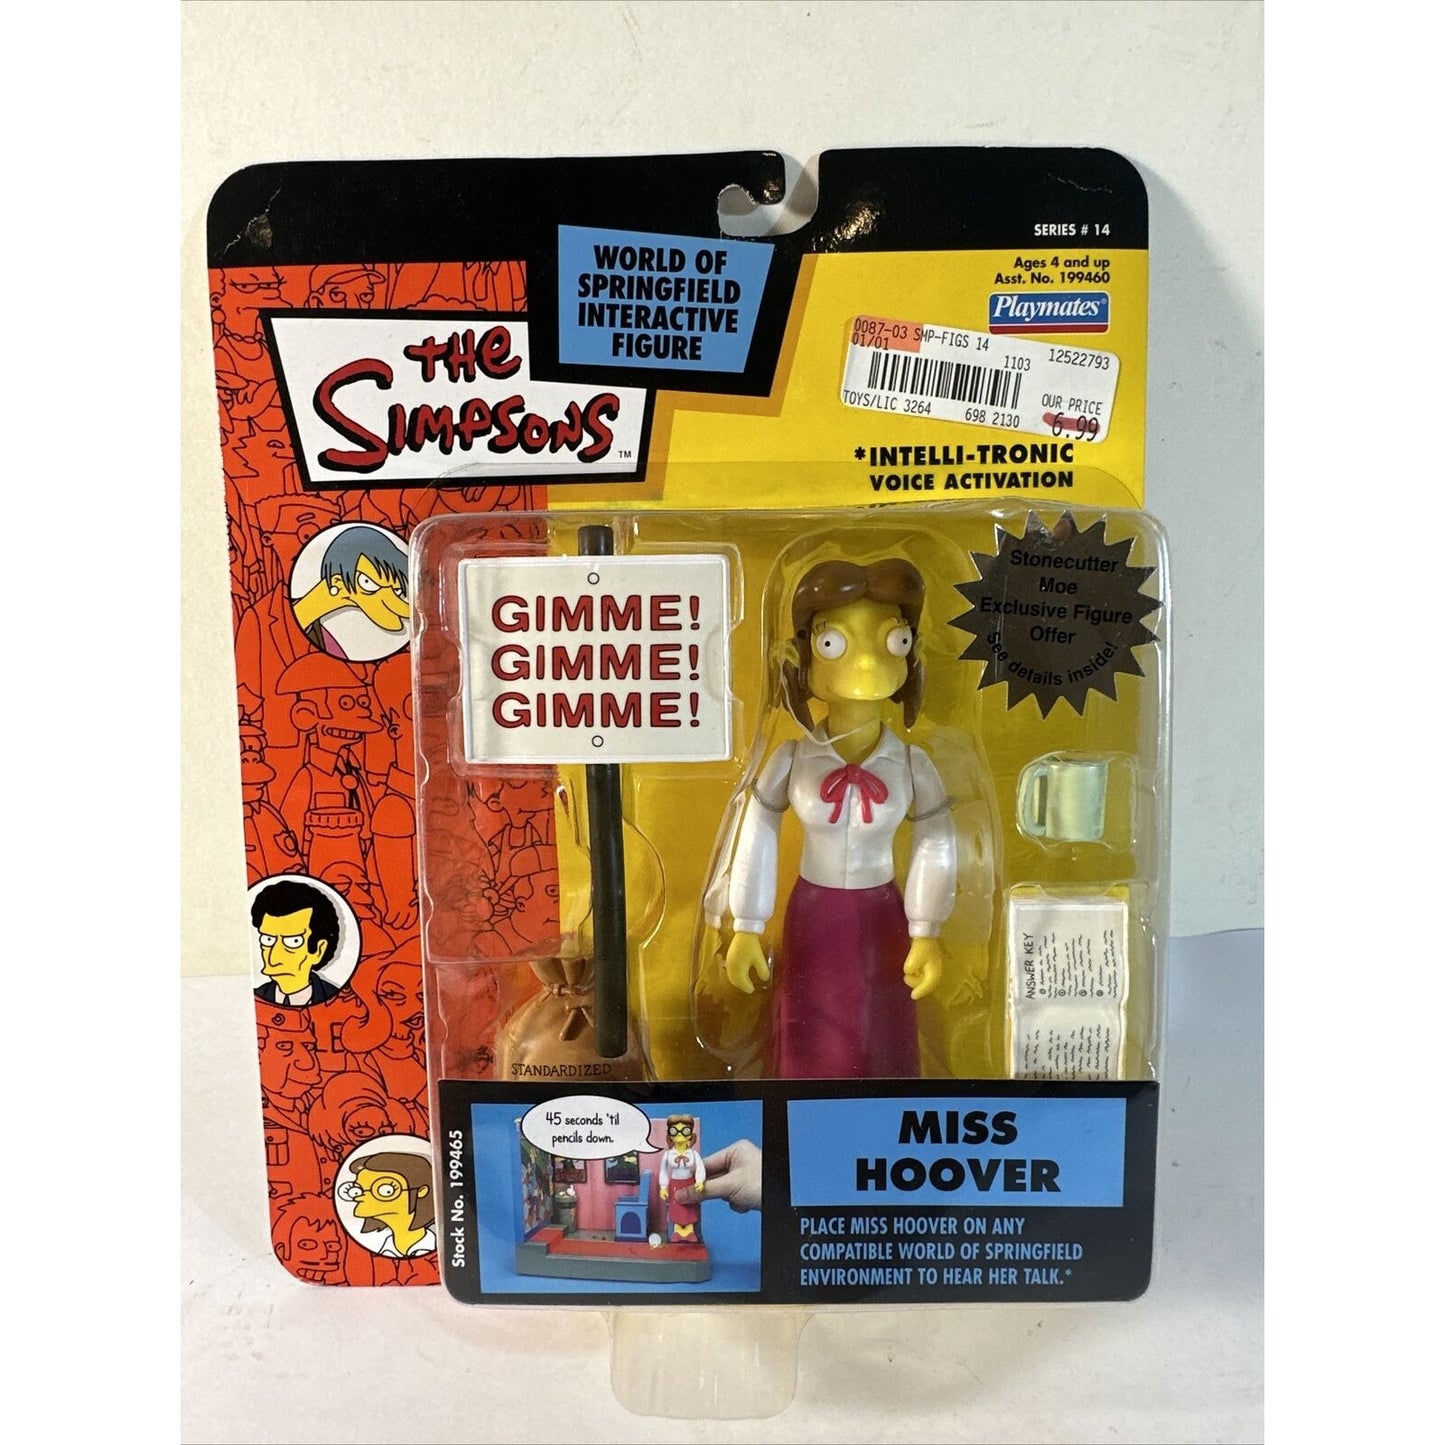 SERIES # 14
Ages 4 and up
Asst. No. 199460
Playmates®
WORLD OF
SPRINGFIELD
INTERACTIVE
FIGURE
THE
SIMPSONS
TM
0087-03 SMP-FIGS 14
01/01
1103
12522793
TOYS/LIC 3264
698 2130
OUR PRICE
6.99
*INTELLI-TRONIC
VOICE ACTIVATION
Stonecutter
Moe
Exclusive Figure
Offer
See details inside!
GIMME!
GIMME!
GIMME!
ANSWER KEY
STANDARDIZED
Stock No. 199465
45 seconds 'til
pencils down.
MISS
HOOVER
PLACE MISS HOOVER ON ANY
COMPATIBLE WORLD OF SPRINGFIELD
ENVIRONMENT TO HEAR HER TALK.*